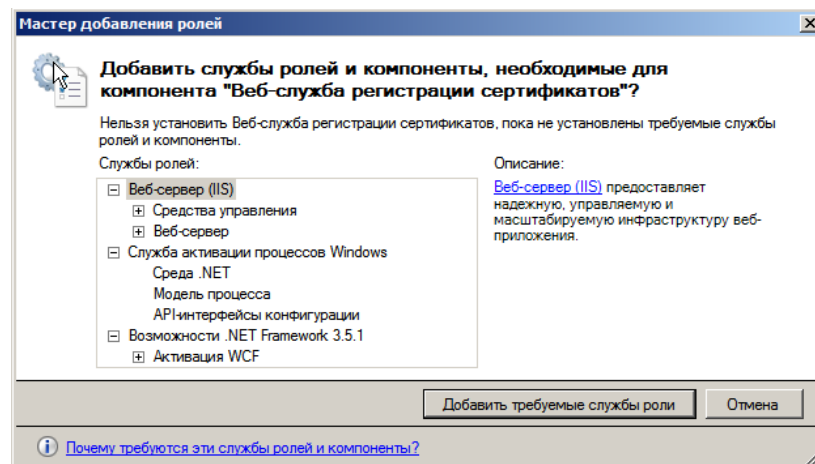 Мастер добавления ролей
Добавить службы ролей и компоненты, необходимые для
компонента "Веб-служба регистрации сертификатов"?
Нельзя установить Веб-служба регистрации сертификатов, пока не установлены требуемые службы
ролей и компоненты.
Службы ролей:
Веб-сервер (IIS)
Средства управления
Веб-сервер
Служба активации процессов Windows
Среда .NET
Модель процесса
API-интерфейсы конфигурации
Возможности .NET Framework 3.5.1
Активация WCF
Описание:
Веб-сервер (IIS) предоставляет
надежную, управляемую и
масштабируемую инфраструктуру веб-
приложения.
Добавить требуемые службы роли
Отмена
Почему требуются эти службы ролей и компоненты?